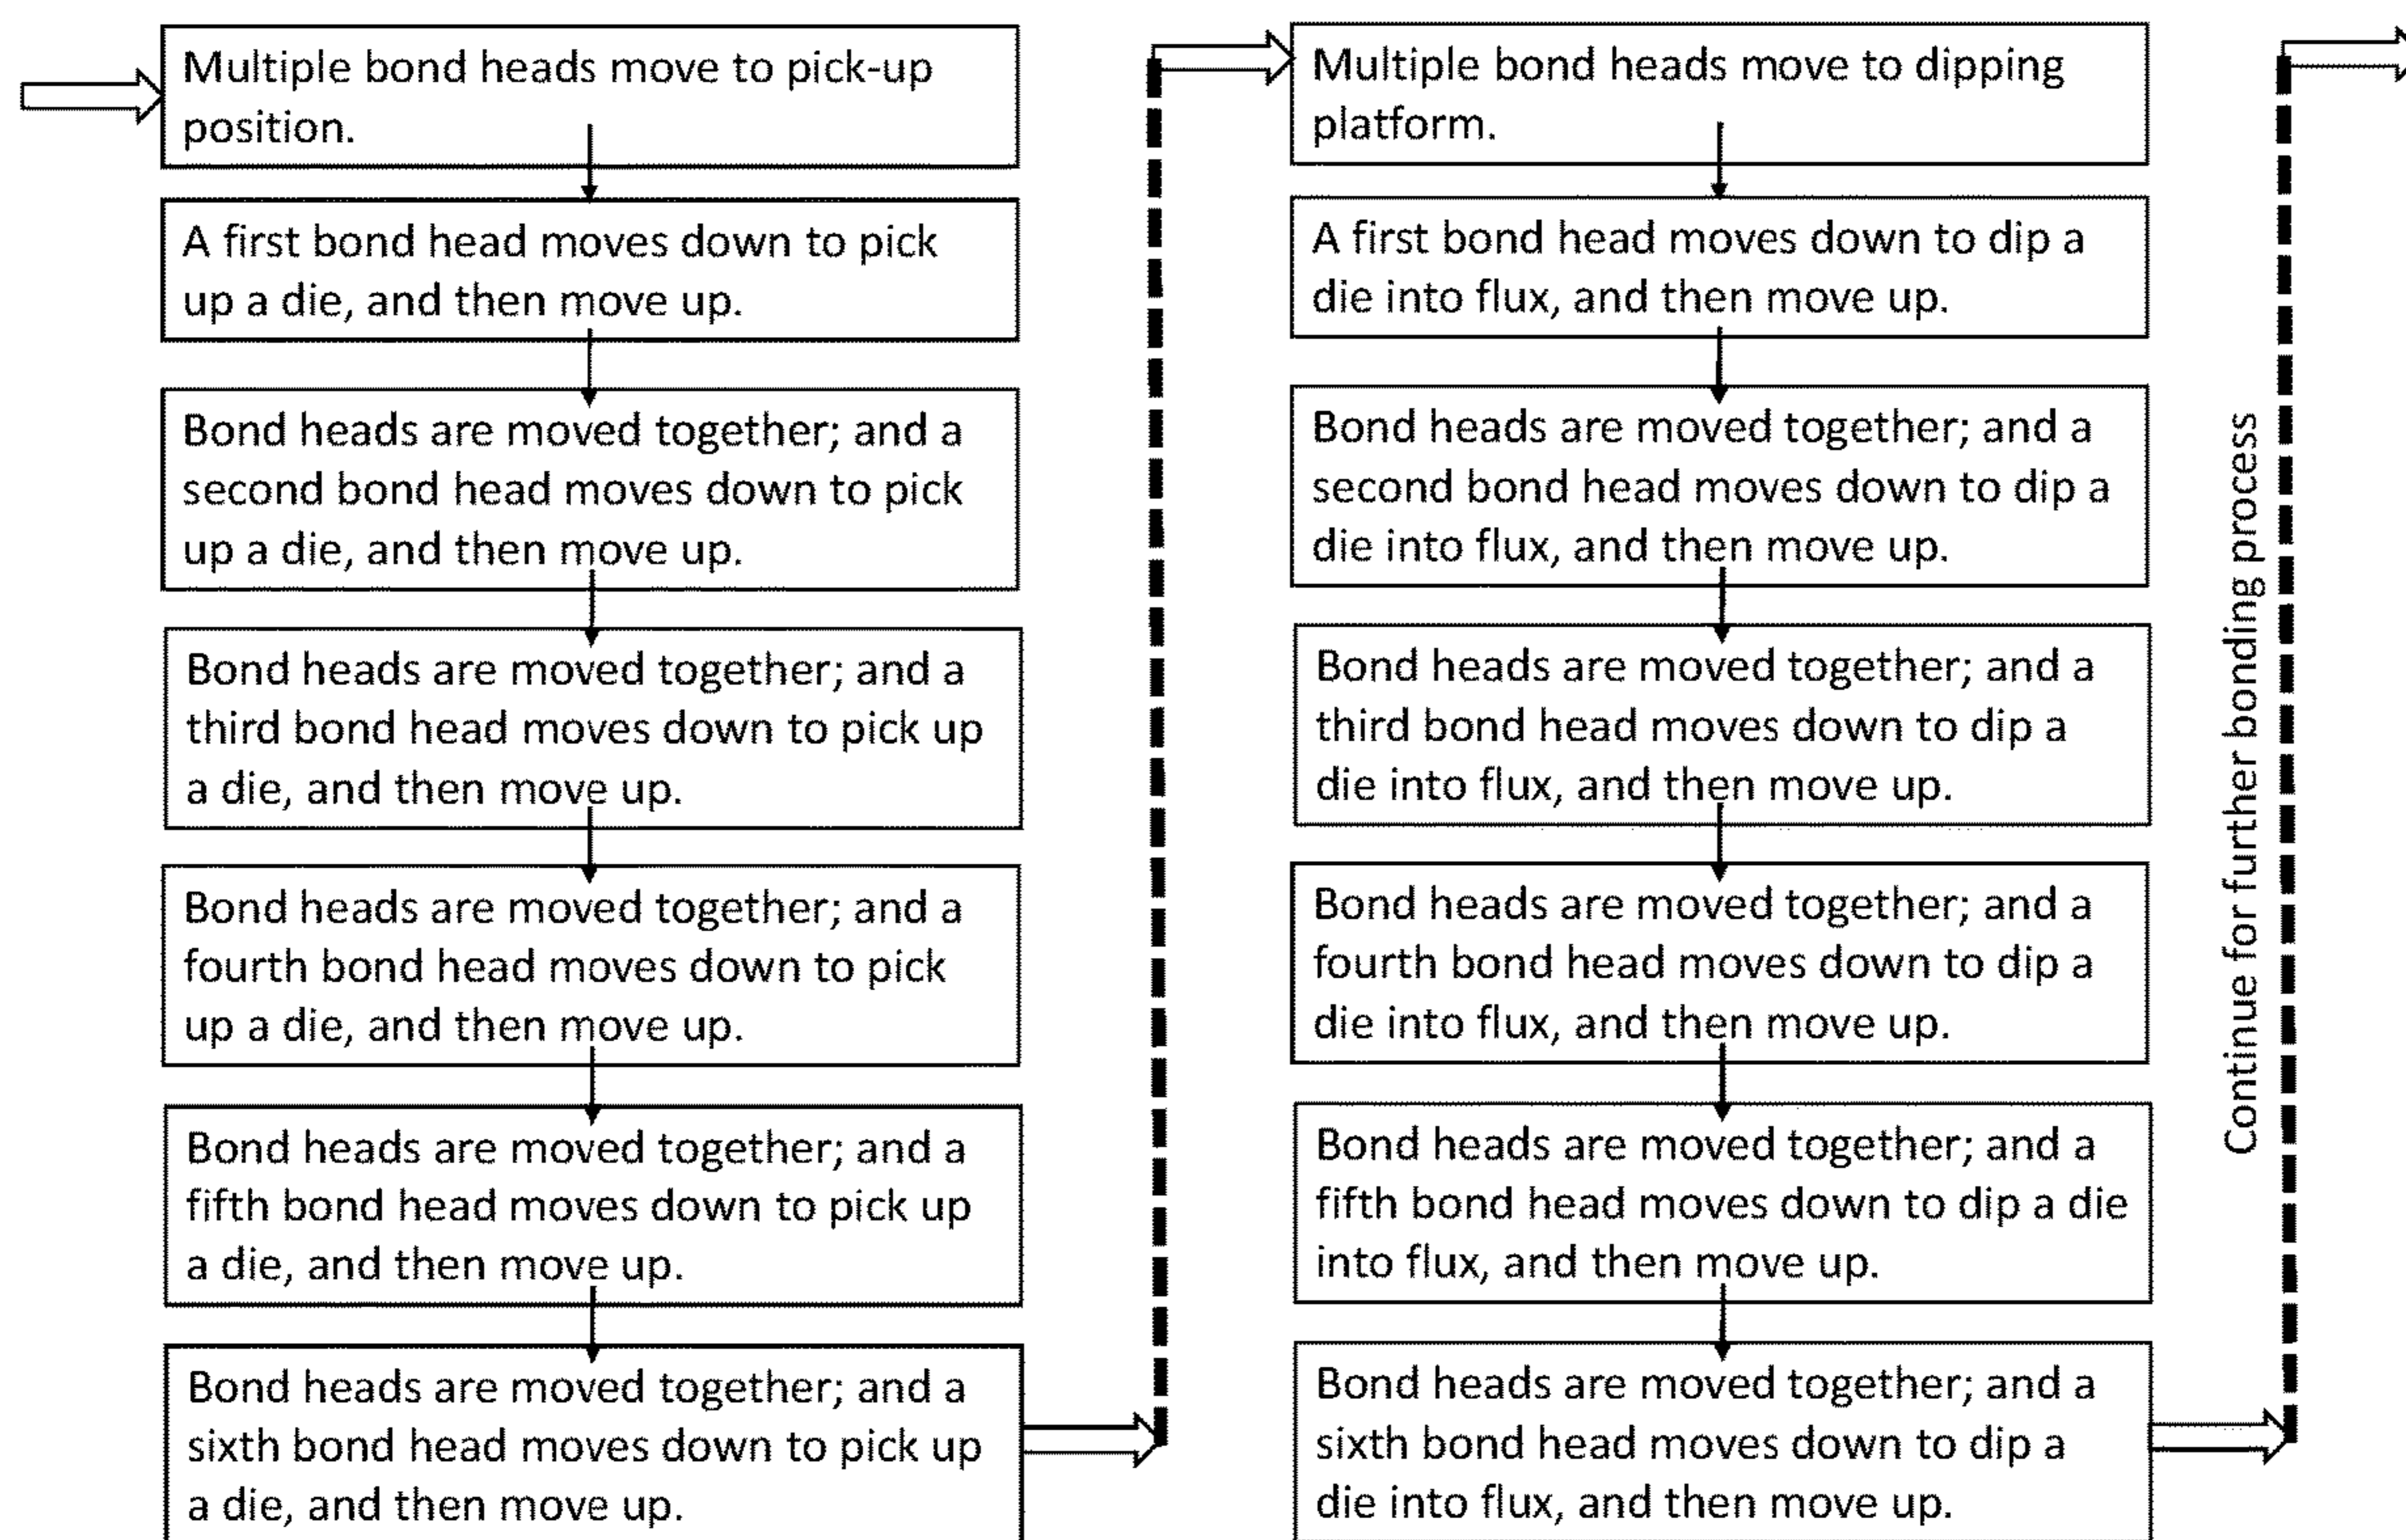 Multiple bond heads move to pick-up
position.
A first bond head moves down to pick
up a die, and then move up.
Bond heads are moved together; and a
second bond head moves down to pick
up a die, and then move up.
Bond heads are moved together; and a
third bond head moves down to pick up
a die, and then move up.
Bond heads are moved together; and a
fourth bond head moves down to pick
up a die, and then move up.
Bond heads are moved together; and a
fifth bond head moves down to pick up
a die, and then move up.
Bond heads are moved together; and a
sixth bond head moves down to pick up
a die, and then move up.
Multiple bond heads move to dipping
platform.
A first bond head moves down to dip a
die into flux, and then move up.
Bond heads are moved together; and a
second bond head moves down to dip a
die into flux, and then move up.
Bond heads are moved together; and a
third bond head moves down to dip a
die into flux, and then move up.
Bond heads are moved together; and a
fourth bond head moves down to dip a
die into flux, and then move up.
Bond heads are moved together; and a
fifth bond head moves down to dip a die
into flux, and then move up.
Bond heads are moved together; and a
sixth bond head moves down to dip a
die into flux, and then move up.
Continue for further bonding process